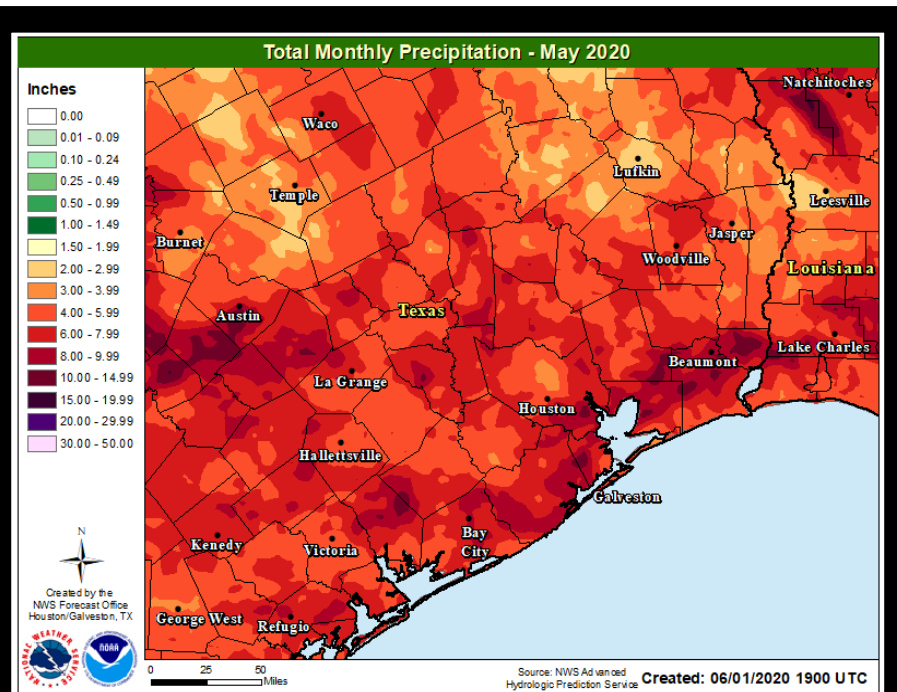 Total Monthly Precipitation - May 2020
Inches
0.00
0.01 - 0.09
0.10 - 0.24
0.25 - 0.49
0.50 - 0.99
1.00 - 1.49
1.50 - 1.99
2.00 - 2.99
3.00 - 3.99
4.00 - 5.99
6.00 - 7.99
8.00 - 9.99
10.00 - 14.99
15.00 - 19.99
20.00 - 29.99
30.00 - 50.00
Natchitoches
Waco
Lufkin
Temple
Leesville
Jasper
Burnet
Woodville
Louisiana
Austin
Texas
Lake Charles
Beaumont
La Grange
Houston
Hallettsville
Galveston
Bay
City
Kenedy
Victoria
George West
Refugio
N
Created by the
NWS Forecast Office
Houston/Galveston, TX
NATIONAL WEATHER SERVICE
NOAA
0 25 50
Miles
Source: NWS Advanced
Hydrologic Prediction Service
Created: 06/01/2020 1900 UTC